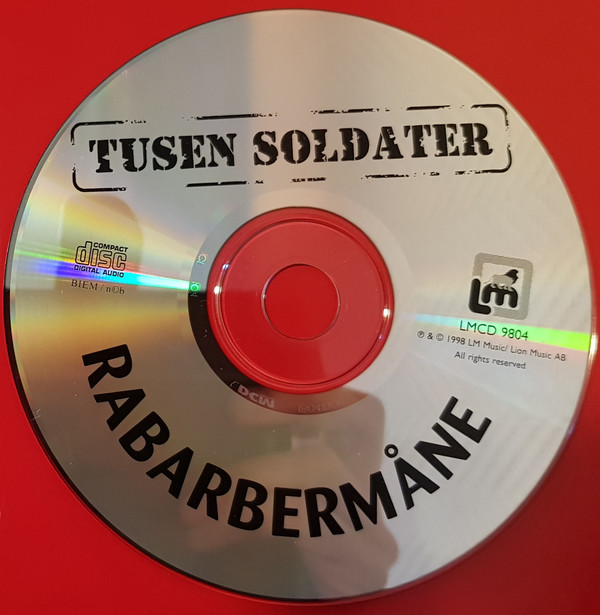 TUSEN SOLDATER
COMPACT
disc
DIGITAL AUDIO
BIEM / n©b
Lm
LMCD 9804
℗ & © 1998 LM Music/ Lion Music AB
All rights reserved
DCM
RABARBERMÅNE